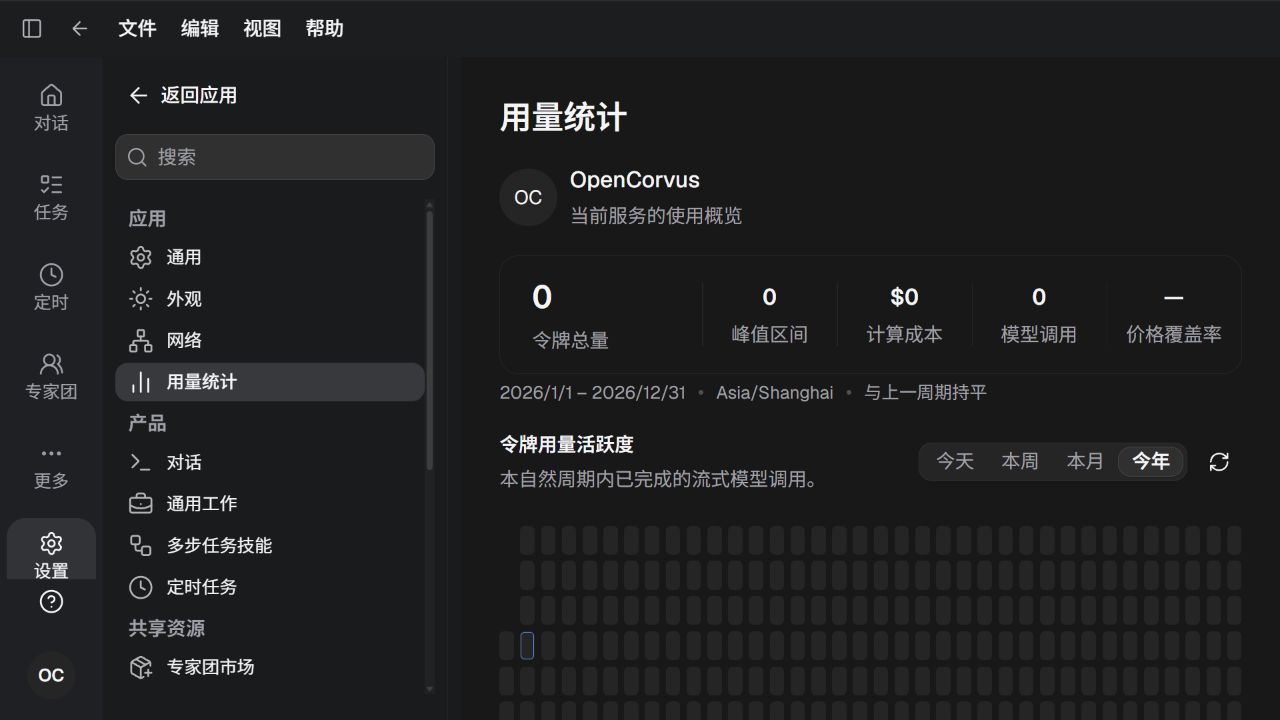 文件 编辑 视图 帮助
对话
任务
定时
专家团
更多
设置
OC
返回应用
搜索
应用
通用
外观
网络
用量统计
产品
对话
通用工作
多步任务技能
定时任务
共享资源
专家团市场
用量统计
OC
OpenCorvus
当前服务的使用概览
0
令牌总量
0
峰值区间
$0
计算成本
0
模型调用
—
价格覆盖率
2026/1/1 – 2026/12/31 • Asia/Shanghai • 与上一周期持平
令牌用量活跃度
本自然周期内已完成的流式模型调用。
今天 本周 本月 今年